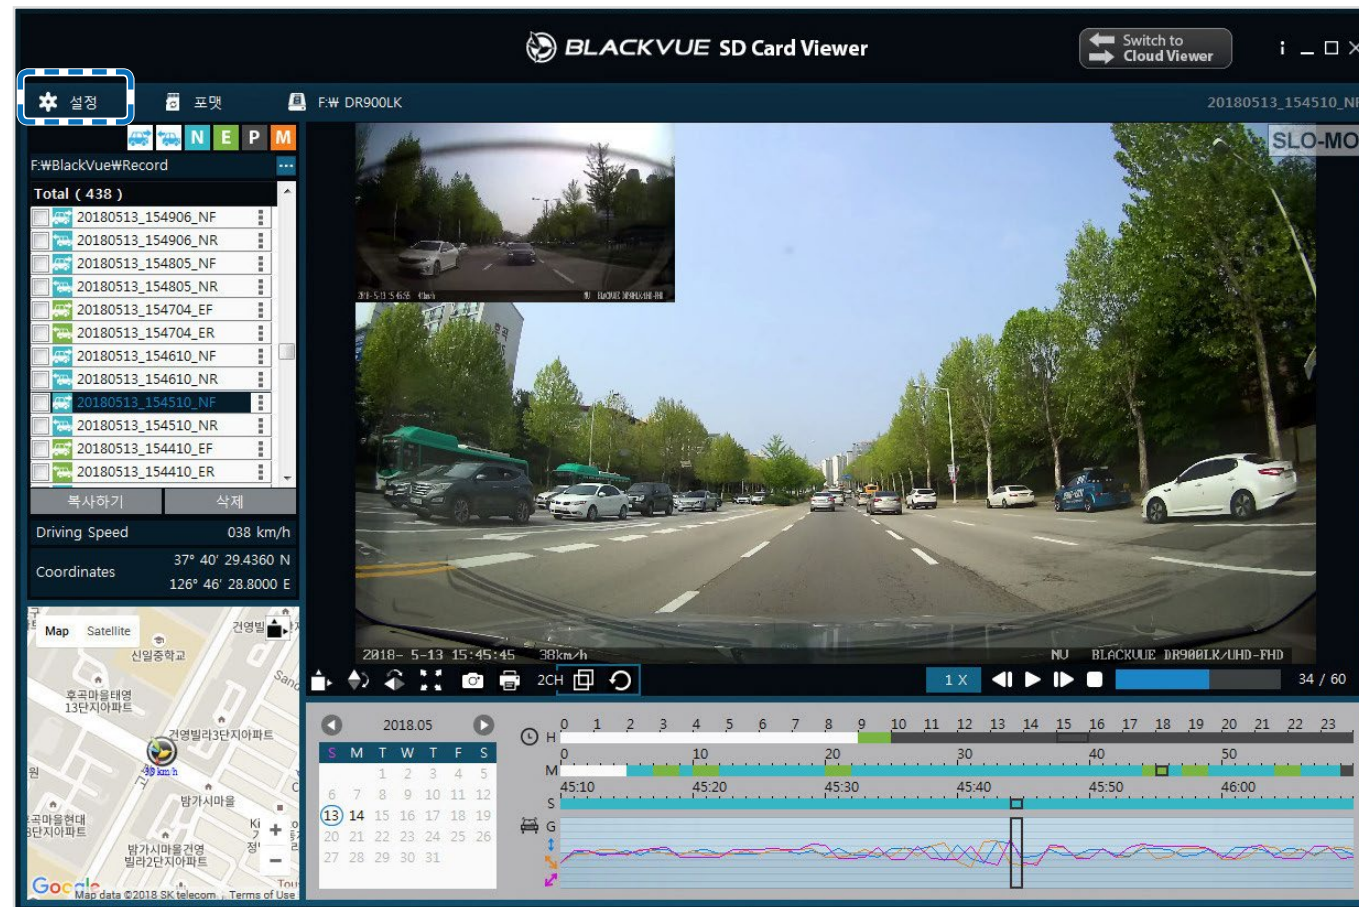 BLACKVUE SD Card Viewer
Switch to
Cloud Viewer
설정
포맷
F:₩ DR900LK
20180513_154510_NF
N E P M
F:₩BlackVue₩Record
Total ( 438 )
20180513_154906_NF
20180513_154906_NR
20180513_154805_NF
20180513_154805_NR
20180513_154704_EF
20180513_154704_ER
20180513_154610_NF
20180513_154610_NR
20180513_154510_NF
20180513_154510_NR
20180513_154410_EF
20180513_154410_ER
복사하기 삭제
Driving Speed 038 km/h
Coordinates
37° 40' 29.4360 N
126° 46' 28.8000 E
SLO-MO
2018- 5-13 15:45:45 38km/h
NU BLACKVUE DR900LK/UHD-FHD
Map Satellite
건영빌
신일중학교
후곡마을태영
13단지아파트
건영빌라3단지아파트
밤가시마을
밤가시마을건영
빌라2단지아파트
Google
Map data ©2018 SK telecom
Terms of Use
2CH
1 X
34 / 60
2018.05
S M T W T F S
1 2 3 4 5
6 7 8 9 10 11 12
13 14 15 16 17 18 19
20 21 22 23 24 25 26
27 28 29 30 31
H
0 1 2 3 4 5 6 7 8 9 10 11 12 13 14 15 16 17 18 19 20 21 22 23
M
0 10 20 30 40 50
S
45:10 45:20 45:30 45:40 45:50 46:00
G